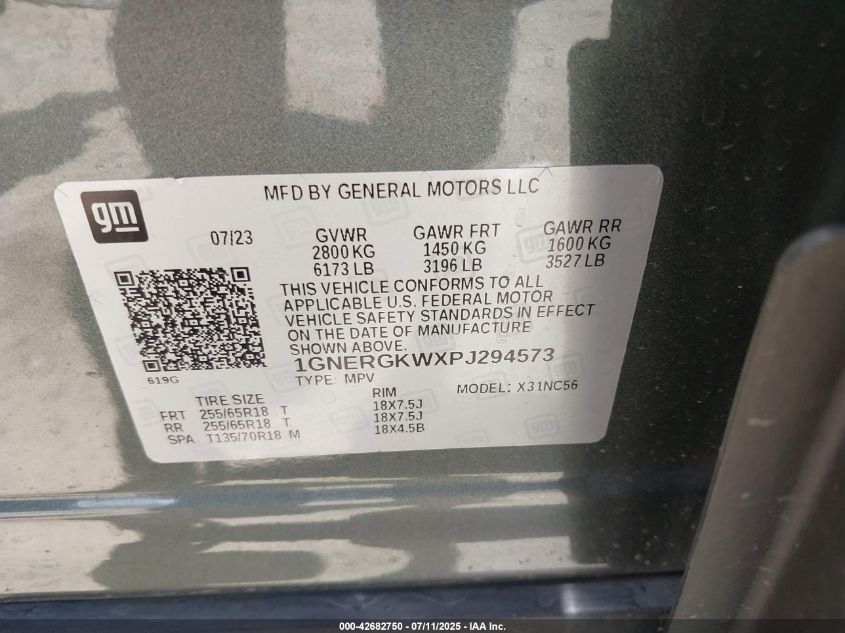 MFD BY GENERAL MOTORS LLC
gm
07/23
GVWR
2800 KG
6173 LB
GAWR FRT
1450 KG
3196 LB
GAWR RR
1600 KG
3527 LB
THIS VEHICLE CONFORMS TO ALL
APPLICABLE U.S. FEDERAL MOTOR
VEHICLE SAFETY STANDARDS IN EFFECT
ON THE DATE OF MANUFACTURE
SHOWN ABOVE.
1GNERGKWXPJ294573
619G
TYPE: MPV
MODEL: X31NC56
TIRE SIZE RIM
FRT 255/65R18 T 18X7.5J
RR 255/65R18 T 18X7.5J
SPA T135/70R18 M 18X4.5B
000-42682750 - 07/11/2025 - IAA Inc.